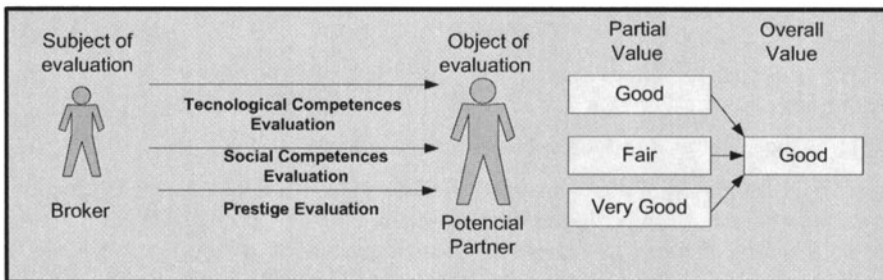 Subject of
evaluation
Broker
Tecnological Competences
Evaluation
Social Competences
Evaluation
Prestige Evaluation
Object of
evaluation
Potencial
Partner
Partial
Value
Good
Fair
Very Good
Overall
Value
Good